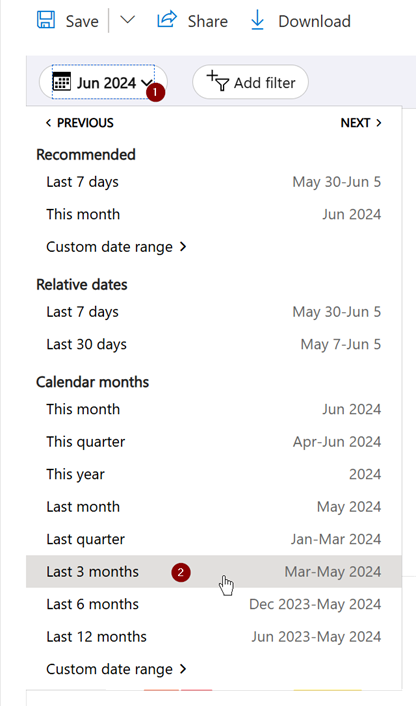 Save Share Download
Jun 2024 1 Add filter
< PREVIOUS NEXT >
Recommended
Last 7 days May 30-Jun 5
This month Jun 2024
Custom date range >
Relative dates
Last 7 days May 30-Jun 5
Last 30 days May 7-Jun 5
Calendar months
This month Jun 2024
This quarter Apr-Jun 2024
This year 2024
Last month May 2024
Last quarter Jan-Mar 2024
Last 3 months 2 Mar-May 2024
Last 6 months Dec 2023-May 2024
Last 12 months Jun 2023-May 2024
Custom date range >